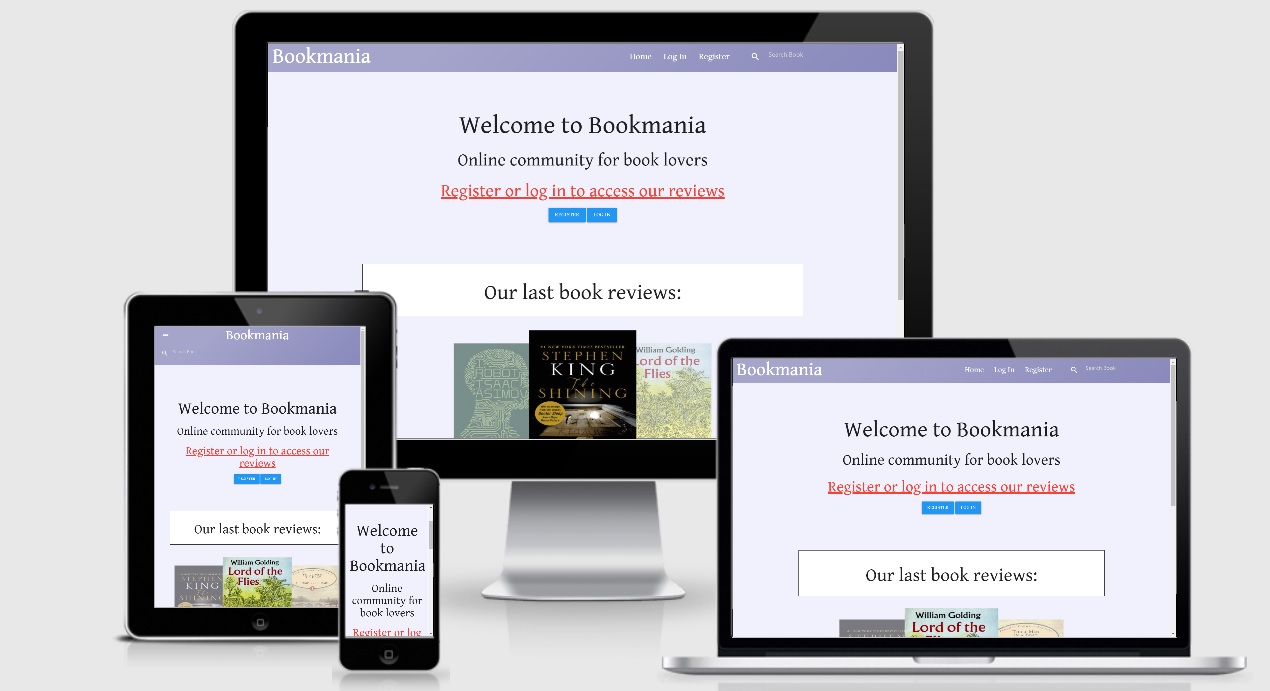 Bookmania
Home Log In Register Search Book
Welcome to Bookmania
Online community for book lovers
Register or log in to access our reviews
REGISTER LOG IN
Our last book reviews:
ROBOT
ISAAC
ASIMOV
#1 NEW YORK TIMES BESTSELLER
STEPHEN
KING
The
SHINING
William Golding
Lord of the
Flies
Bookmania
Welcome to Bookmania
Online community for book lovers
Register or log in to access our
reviews
REGISTER LOG IN
Our last book reviews:
STEPHEN
KING
William Golding
Lord of the
Flies
Welcome
to
Bookmania
Online
community for
book lovers
Register or log
Bookmania
Home Log In Register Search Book
Welcome to Bookmania
Online community for book lovers
Register or log in to access our reviews
REGISTER LOG IN
Our last book reviews:
William Golding
Lord of the